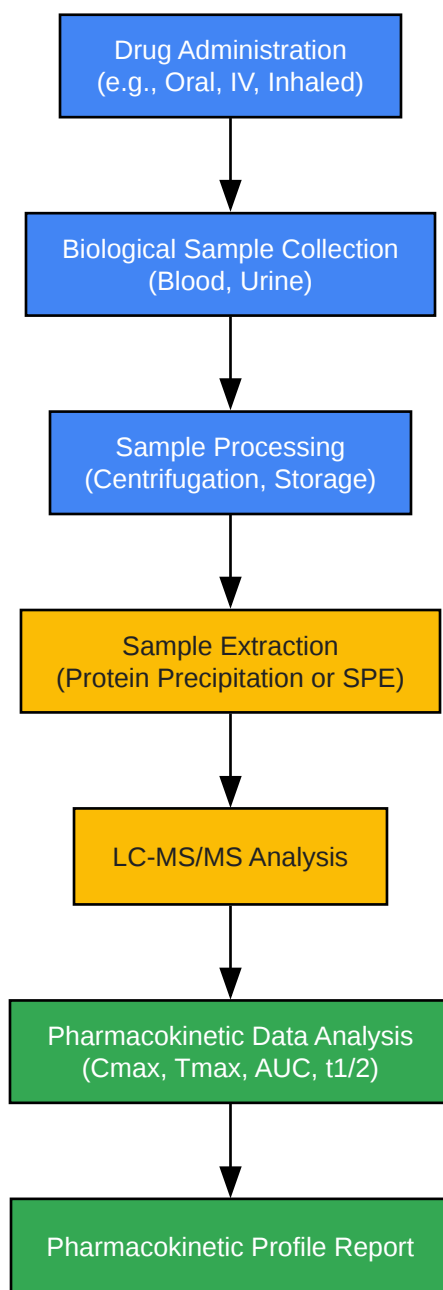 Drug Administration
(e.g., Oral, IV, Inhaled)
Biological Sample Collection
(Blood, Urine)
Sample Processing
(Centrifugation, Storage)
Sample Extraction
(Protein Precipitation or SPE)
LC-MS/MS Analysis
Pharmacokinetic Data Analysis
(Cmax, Tmax, AUC, t1/2)
Pharmacokinetic Profile Report